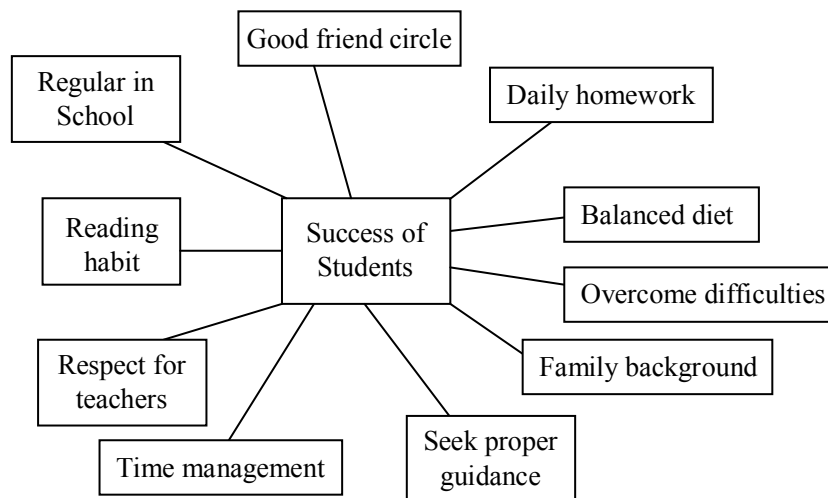 Good friend circle
Regular in
School
Daily homework
Reading
habit
Success of
Students
Balanced diet
Overcome difficulties
Respect for
teachers
Family background
Time management
Seek proper
guidance